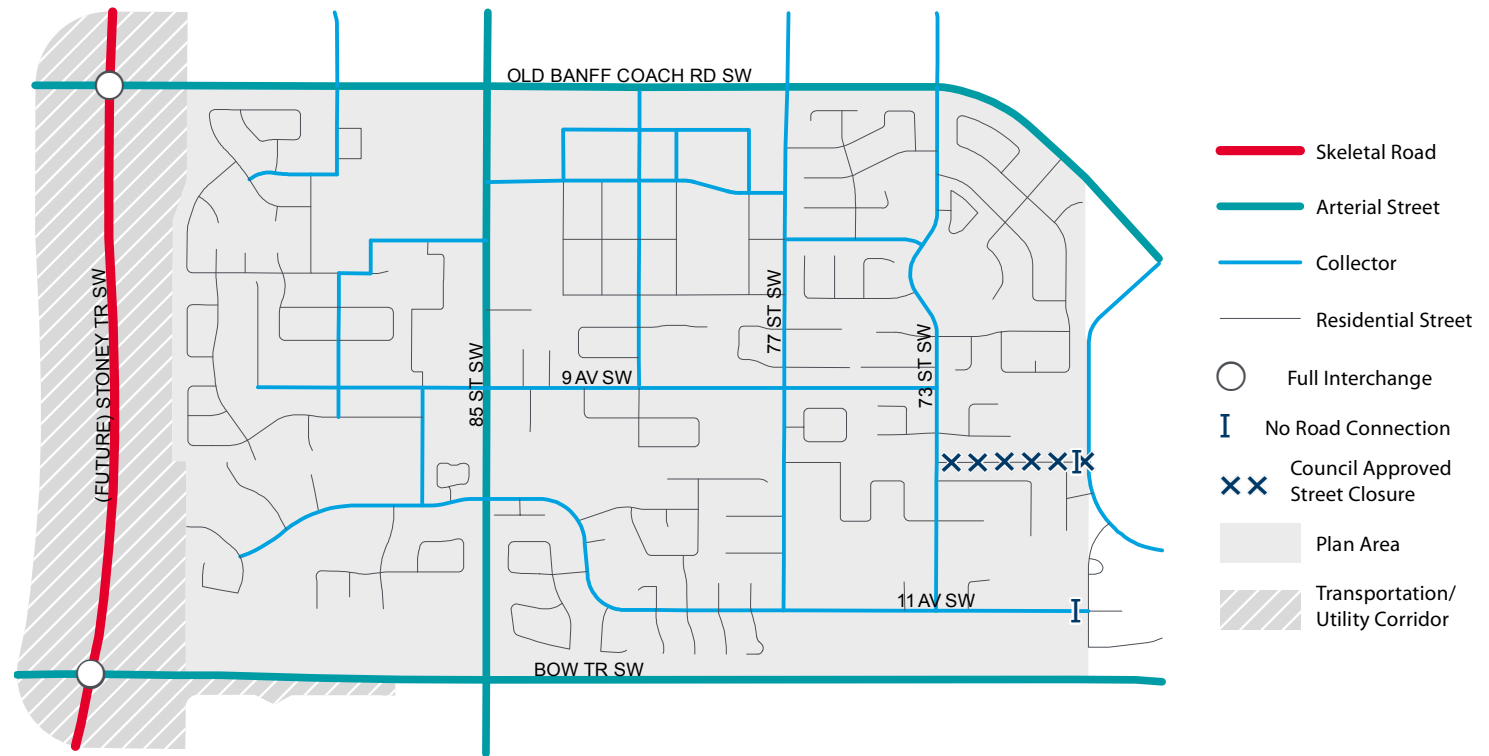 OLD BANFF COACH RD SW
(FUTURE) STONEY TR SW
85 ST SW
9 AV SW
77 ST SW
73 ST SW
11 AV SW
BOW TR SW
Skeletal Road
Arterial Street
Collector
Residential Street
Full Interchange
No Road Connection
Council Approved
Street Closure
Plan Area
Transportation/
Utility Corridor